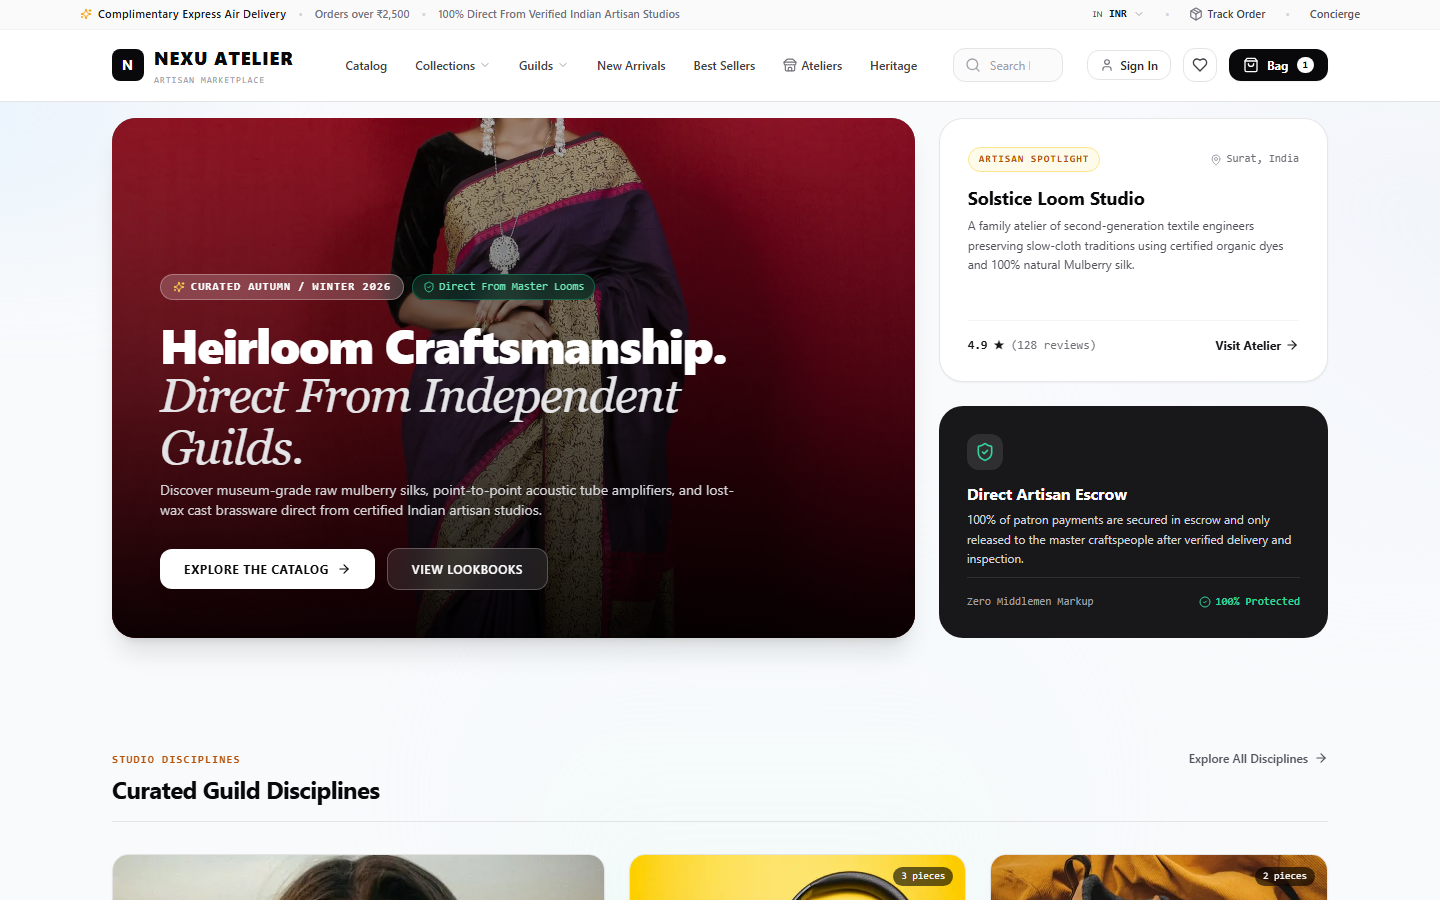 Complimentary Express Air Delivery • Orders over ₹2,500 • 100% Direct From Verified Indian Artisan Studios
IN INR • Track Order • Concierge
N
NEXU ATELIER
ARTISAN MARKETPLACE
Catalog Collections Guilds New Arrivals Best Sellers Ateliers Heritage
Search
Sign In
Bag 1
CURATED AUTUMN / WINTER 2026
Direct From Master Looms
Heirloom Craftsmanship.
Direct From Independent
Guilds.
Discover museum-grade raw mulberry silks, point-to-point acoustic tube amplifiers, and lost-
wax cast brassware direct from certified Indian artisan studios.
EXPLORE THE CATALOG →
VIEW LOOKBOOKS
ARTISAN SPOTLIGHT
Surat, India
Solstice Loom Studio
A family atelier of second-generation textile engineers
preserving slow-cloth traditions using certified organic dyes
and 100% natural Mulberry silk.
4.9 ★ (128 reviews)
Visit Atelier →
Direct Artisan Escrow
100% of patron payments are secured in escrow and only
released to the master craftspeople after verified delivery and
inspection.
Zero Middlemen Markup
100% Protected
STUDIO DISCIPLINES
Curated Guild Disciplines
Explore All Disciplines →
3 pieces
2 pieces